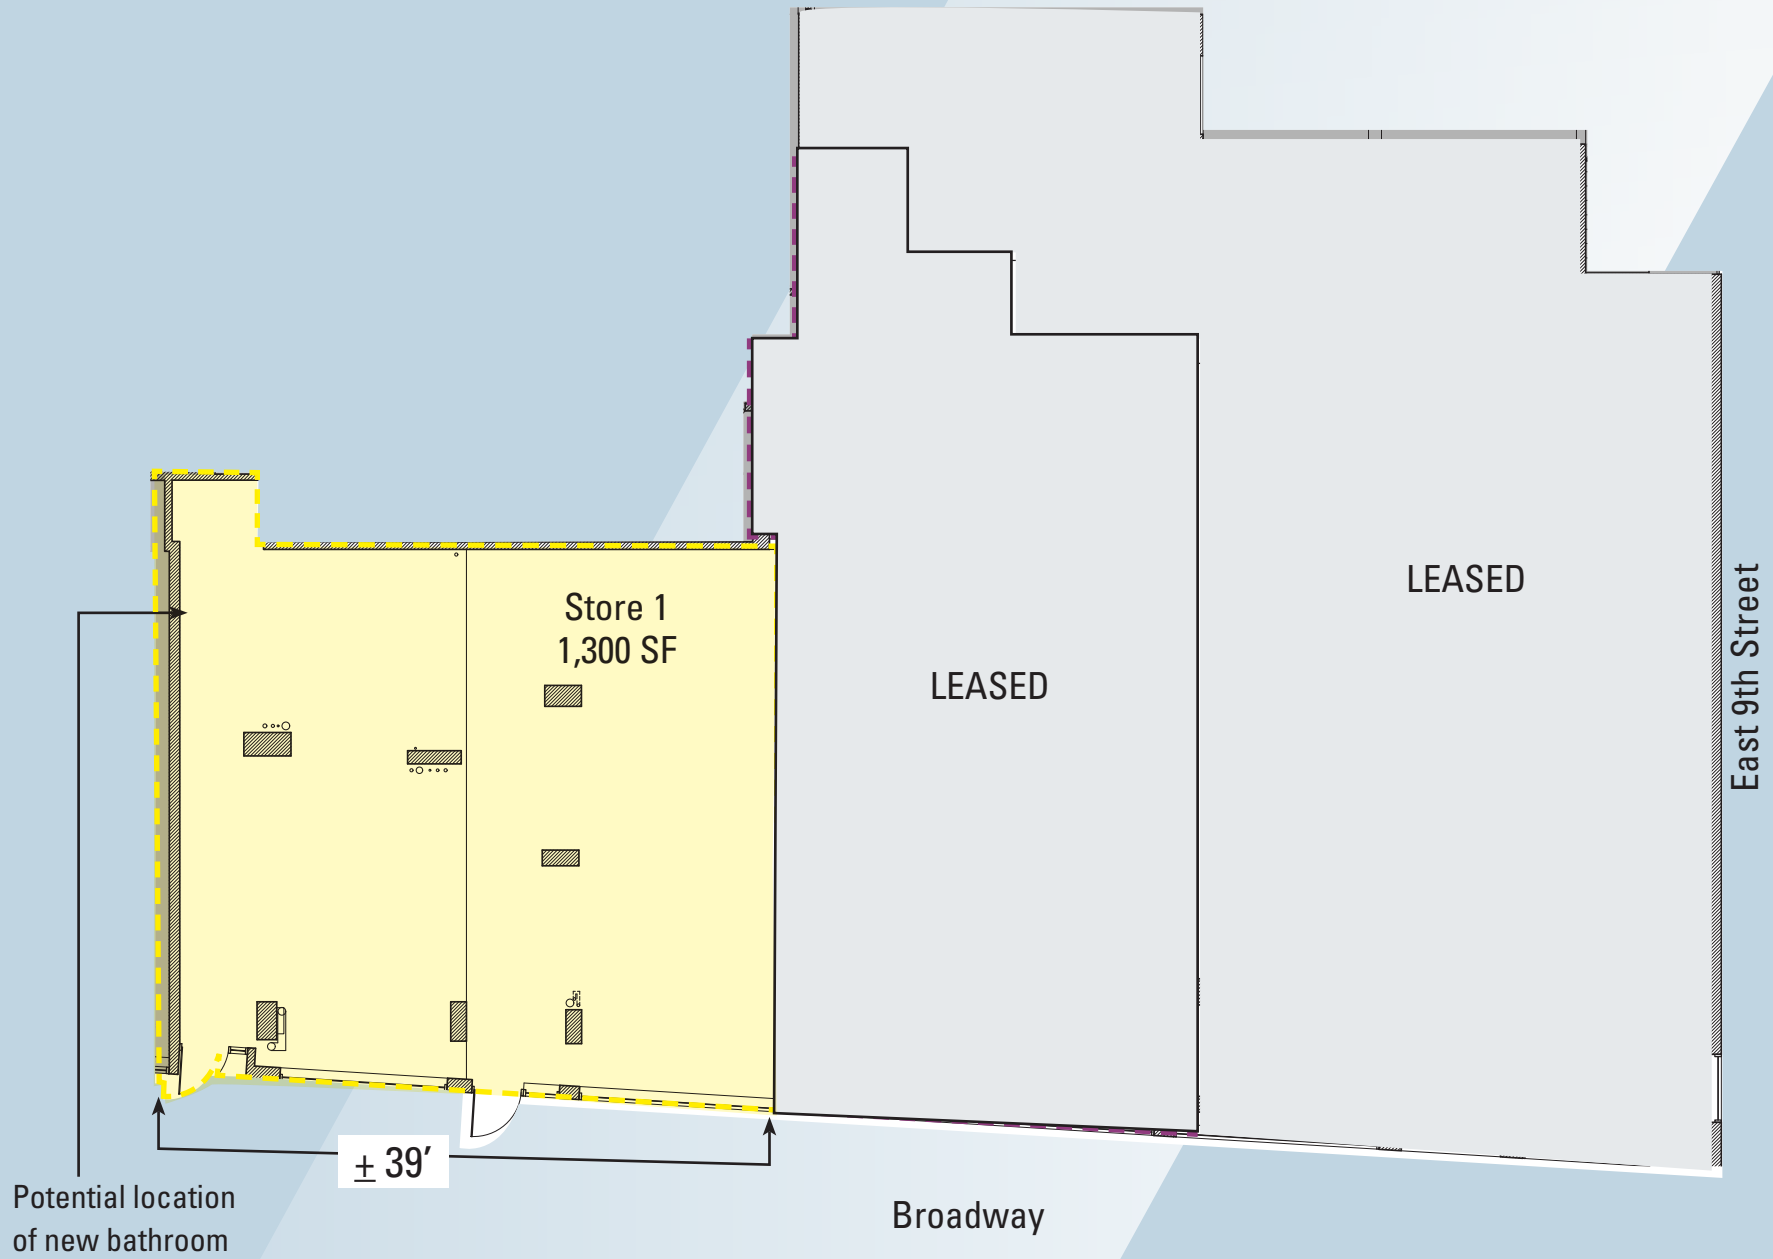 LEASED
East 9th Street
Store 1
1,300 SF
LEASED
± 39′
Potential location
of new bathroom
Broadway